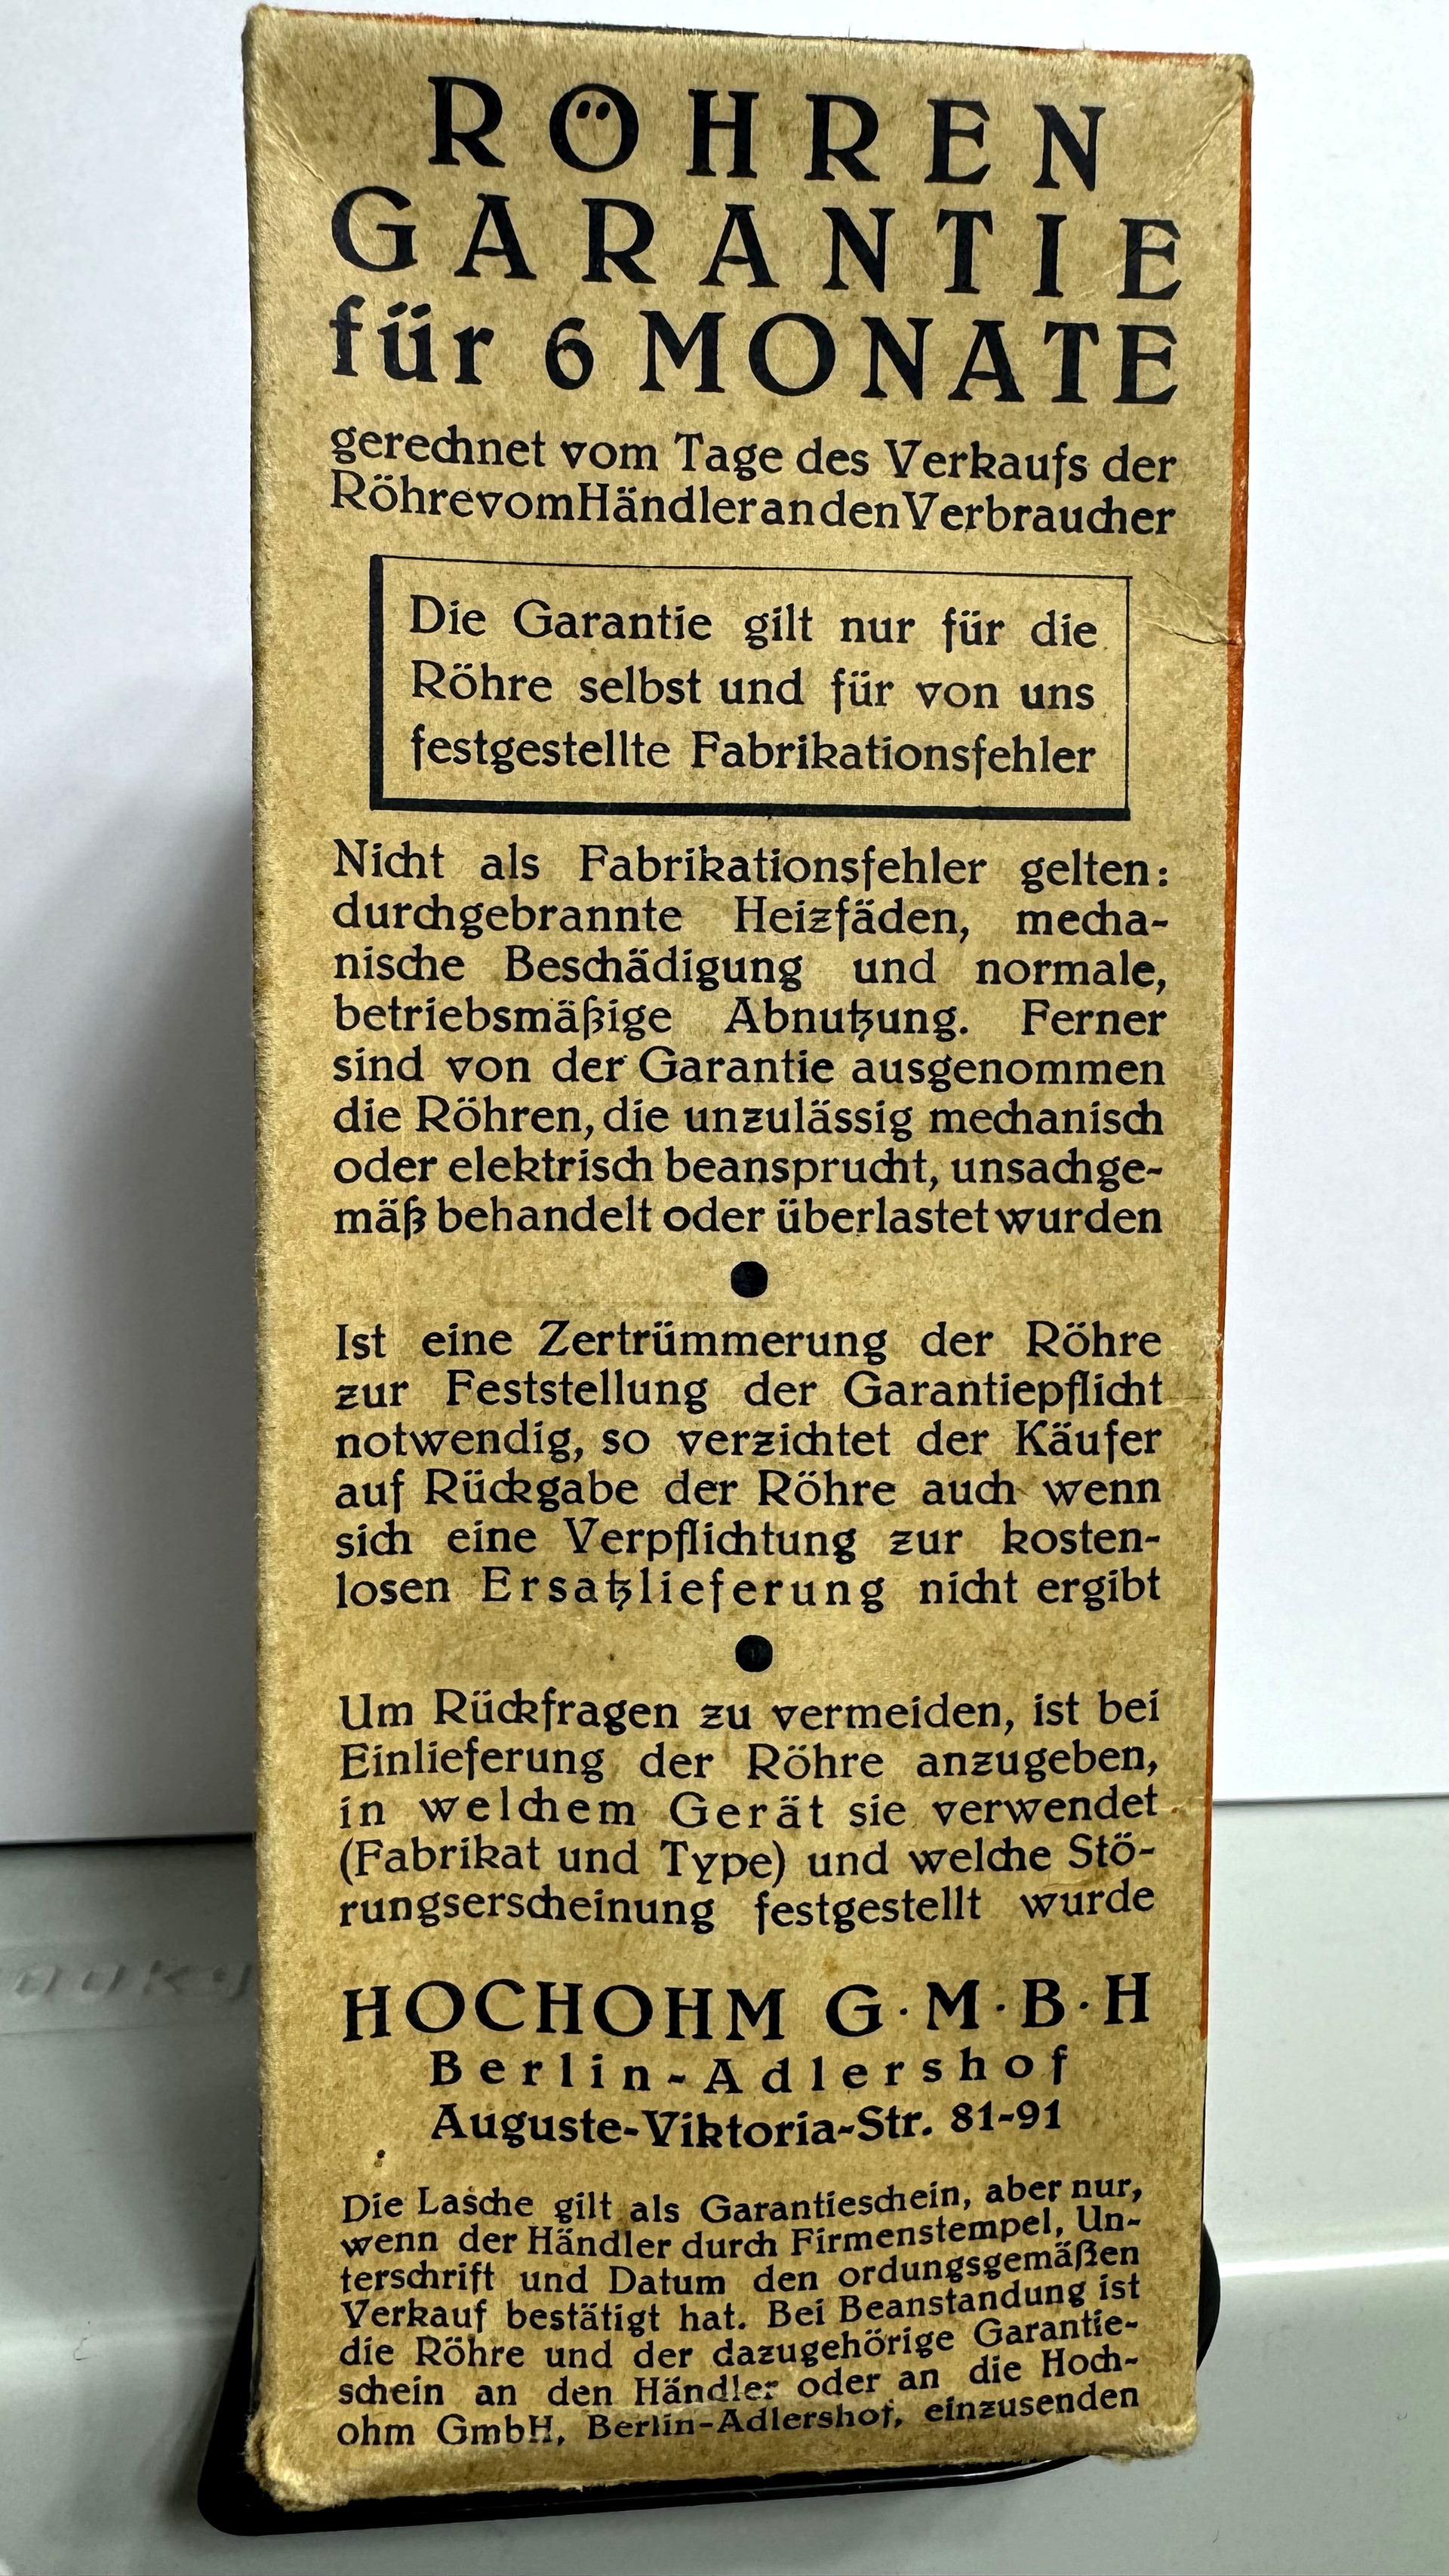 RÖHREN
GARANTIE
für 6 MONATE
gerechnet vom Tage des Verkaufs der
Röhre vom Händler an den Verbraucher
Die Garantie gilt nur für die
Röhre selbst und für von uns
festgestellte Fabrikationsfehler
Nicht als Fabrikationsfehler gelten:
durchgebrannte Heizfäden, mecha-
nische Beschädigung und normale,
betriebsmäßige Abnutzung. Ferner
sind von der Garantie ausgenommen
die Röhren, die unzulässig mechanisch
oder elektrisch beansprucht, unsachge-
mäß behandelt oder überlastet wurden
●
Ist eine Zertrümmerung der Röhre
zur Feststellung der Garantiepflicht
notwendig, so verzichtet der Käufer
auf Rückgabe der Röhre auch wenn
sich eine Verpflichtung zur kosten-
losen Ersatzlieferung nicht ergibt
●
Um Rückfragen zu vermeiden, ist bei
Einlieferung der Röhre anzugeben,
in welchem Gerät sie verwendet
(Fabrikat und Type) und welche Stö-
rungserscheinung festgestellt wurde
HOCHOHM G·M·B·H
Berlin-Adlershof
Auguste-Viktoria-Str. 81-91
Die Lasche gilt als Garantieschein, aber nur,
wenn der Händler durch Firmenstempel, Un-
terschrift und Datum den ordungsgemäßen
Verkauf bestätigt hat. Bei Beanstandung ist
die Röhre und der dazugehörige Garantie-
schein an den Händler oder an die Hoch-
ohm GmbH, Berlin-Adlershof, einzusenden